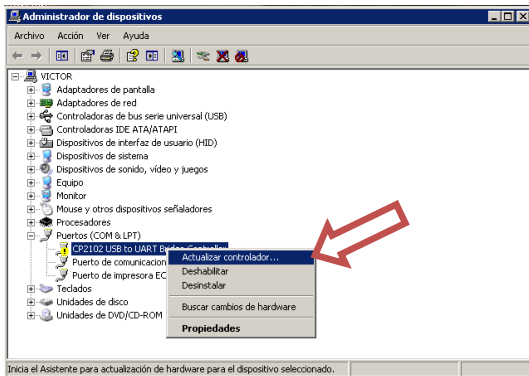 Administrador de dispositivos
Archivo Acción Ver Ayuda
VICTOR
Adaptadores de pantalla
Adaptadores de red
Controladoras de bus serie universal (USB)
Controladoras IDE ATA/ATAPI
Dispositivos de interfaz de usuario (HID)
Dispositivos de sistema
Dispositivos de sonido, vídeo y juegos
Equipo
Monitor
Mouse y otros dispositivos señaladores
Procesadores
Puertos (COM & LPT)
CP2102 USB to UART Bridge Controller
Actualizar controlador...
Puerto de comunicacion
Deshabilitar
Puerto de impresora EC
Desinstalar
Teclados
Unidades de disco
Buscar cambios de hardware
Unidades de DVD/CD-ROM
Propiedades
Inicia el Asistente para actualización de hardware para el dispositivo seleccionado.